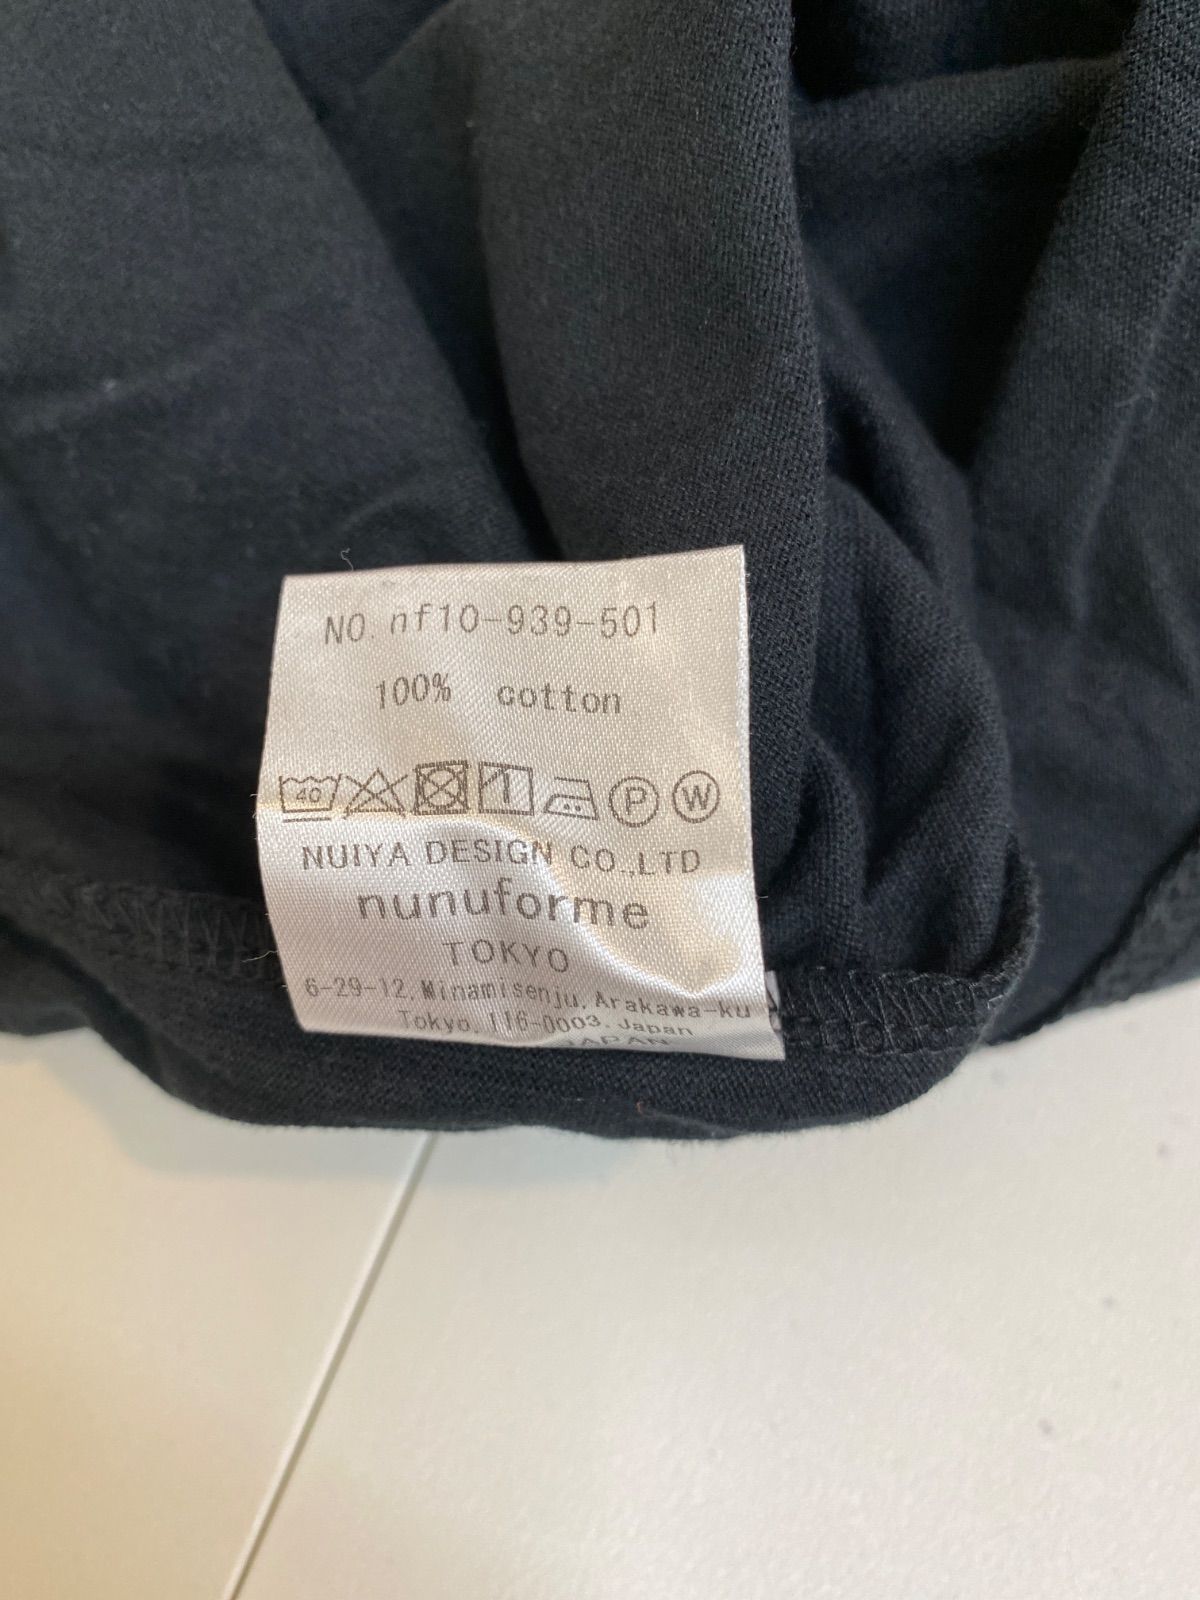 NO. nf10-939-501
100% cotton
40
P W
NUIYA DESIGN CO.,LTD
nunuforme
TOKYO
6-29-12, Minamisenju, Arakawa-ku
Tokyo, 116-0003, Japan
JAPAN